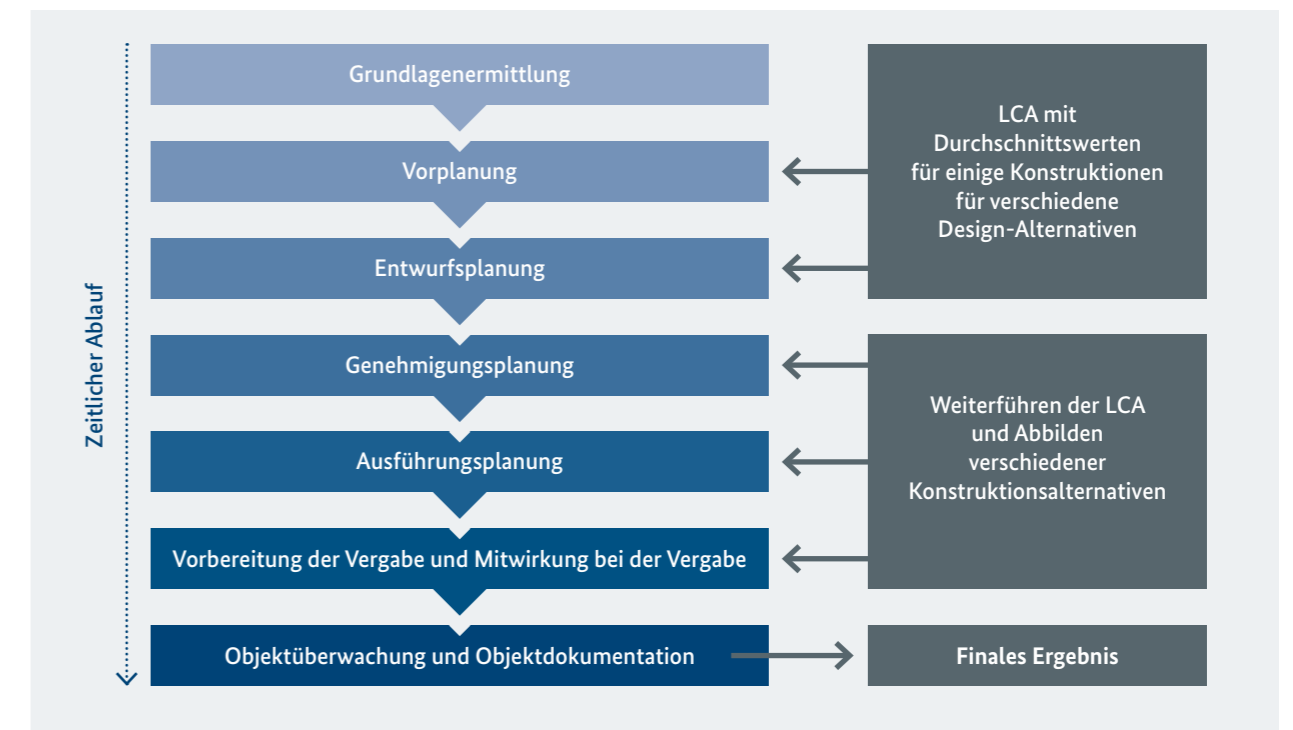 Zeitlicher Ablauf
Grundlagenermittlung
Vorplanung
Entwurfsplanung
Genehmigungsplanung
Ausführungsplanung
Vorbereitung der Vergabe und Mitwirkung bei der Vergabe
Objektüberwachung und Objektdokumentation
LCA mit
Durchschnittswerten
für einige Konstruktionen
für verschiedene
Design-Alternativen
Weiterführen der LCA
und Abbilden
verschiedener
Konstruktionsalternativen
Finales Ergebnis